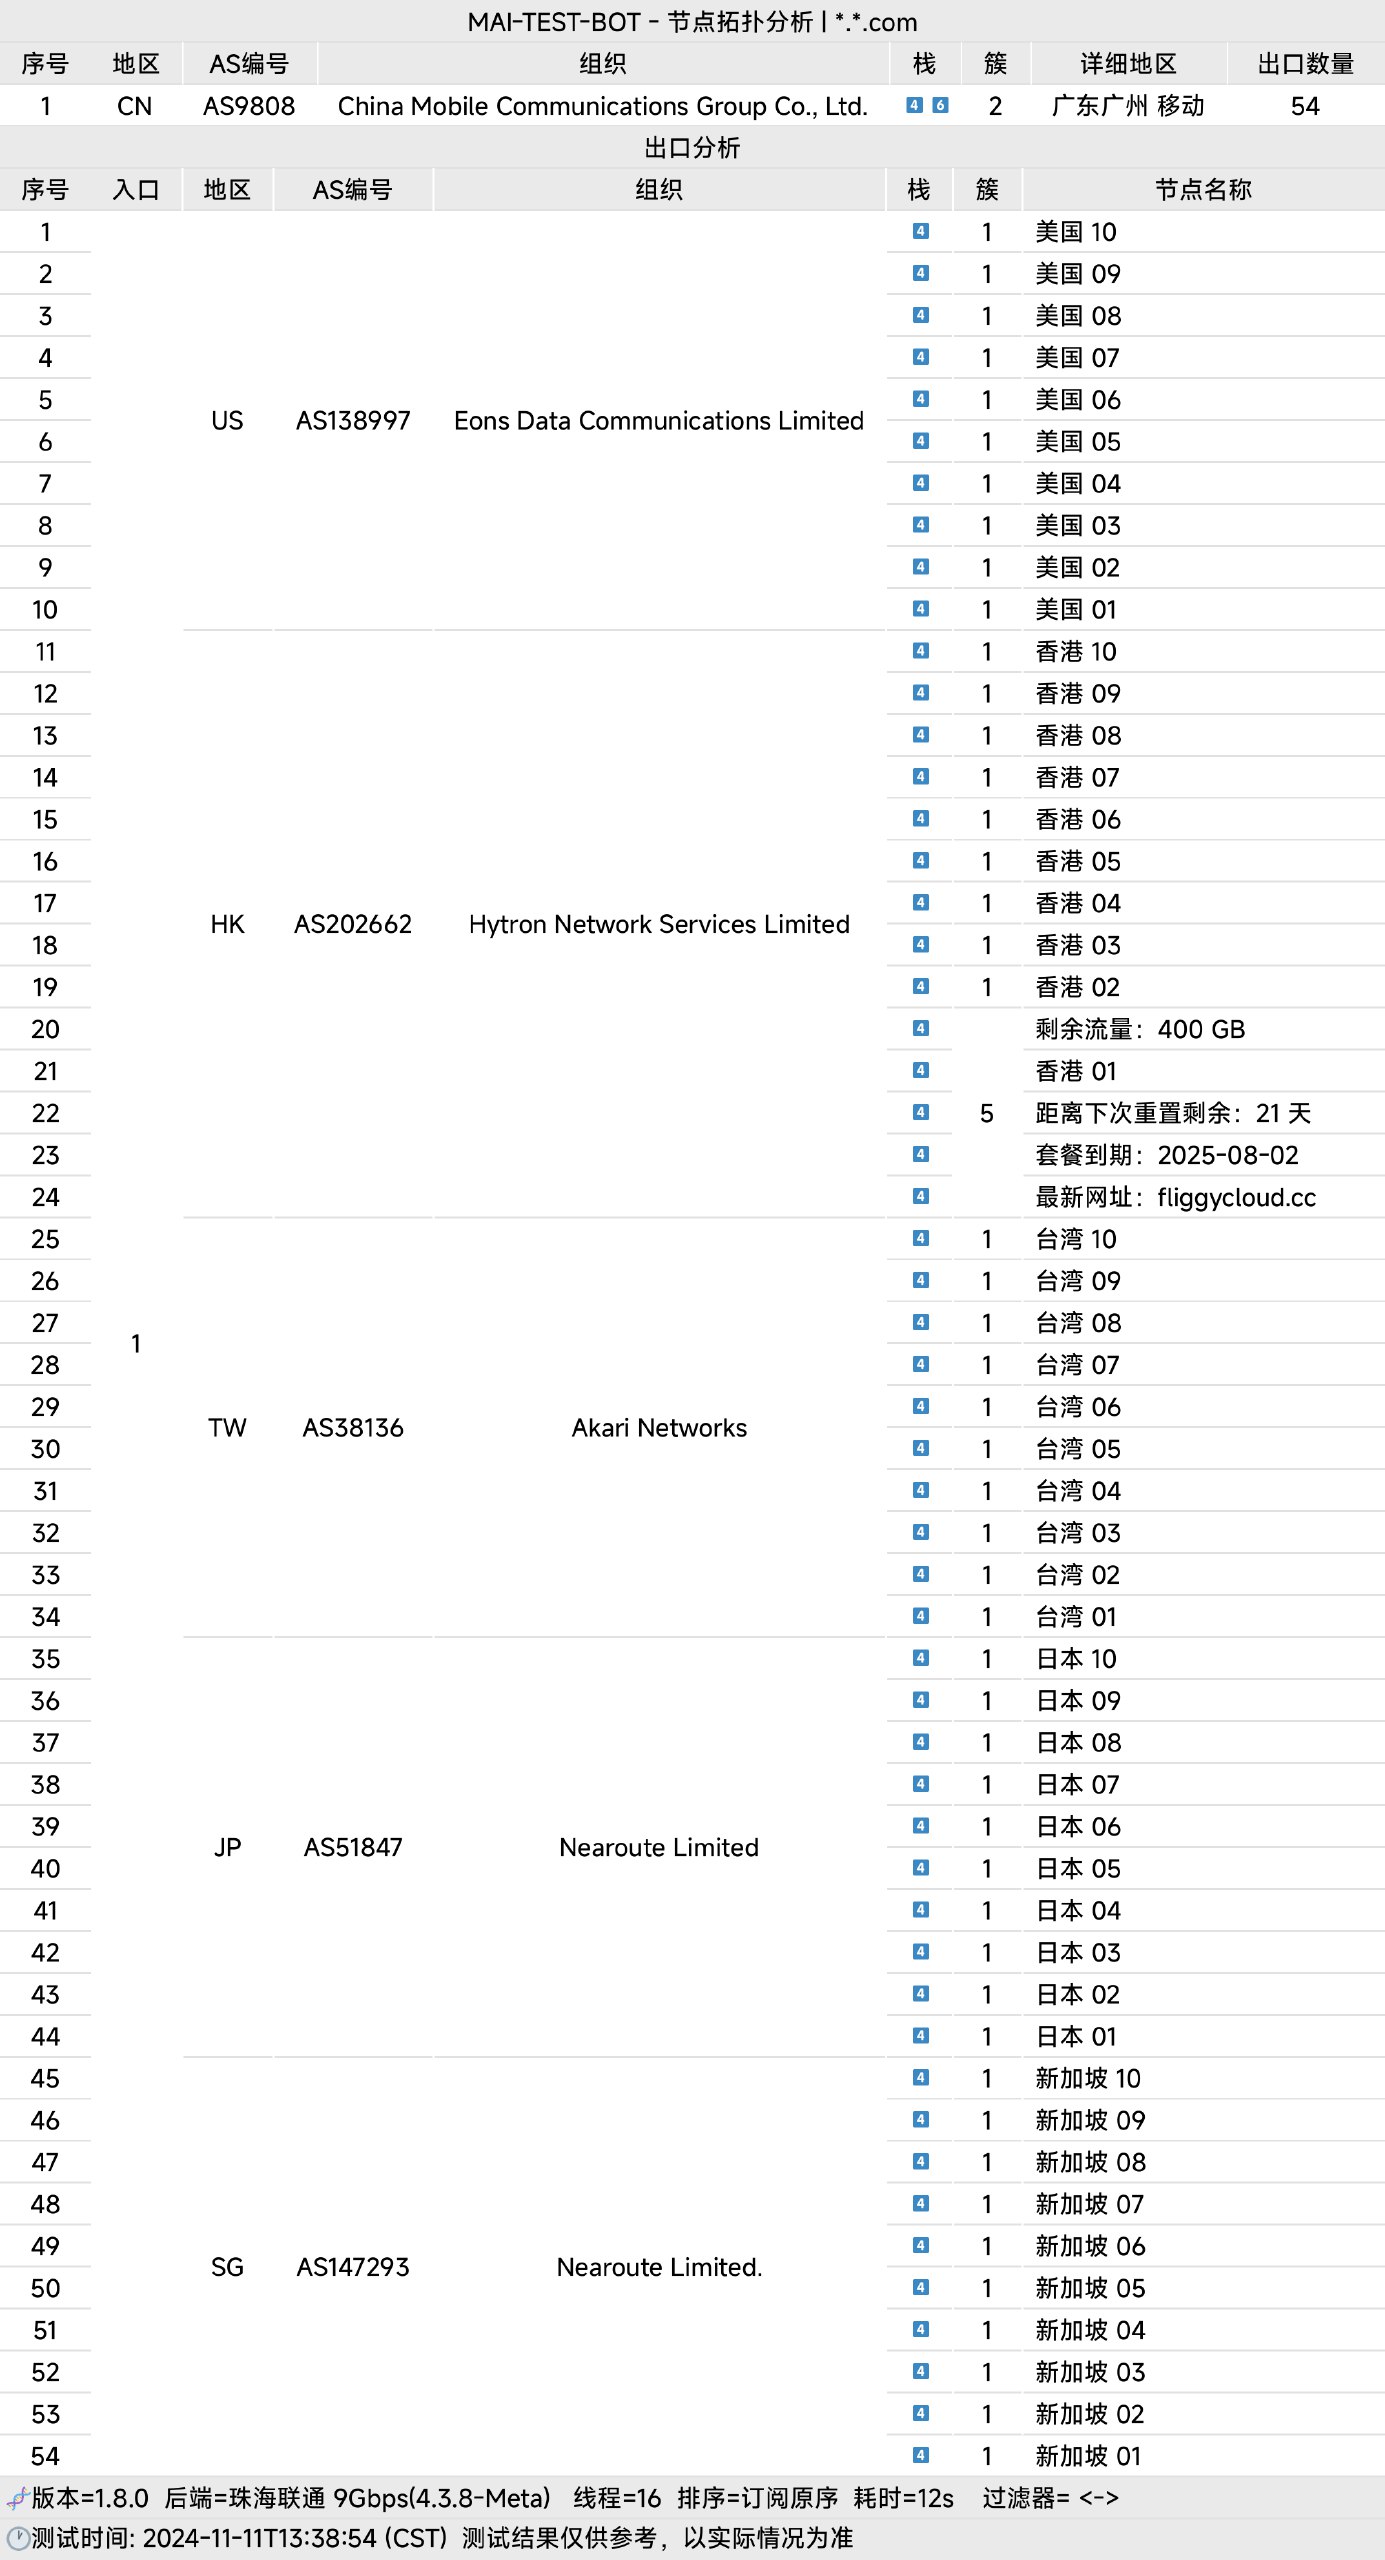 MAI-TEST-BOT - 节点拓扑分析 | *.*.com
序号 地区 AS编号 组织 栈 簇 详细地区 出口数量
1 CN AS9808 China Mobile Communications Group Co., Ltd. 4 6 2 广东广州 移动 54
出口分析
序号 入口 地区 AS编号 组织 栈 簇 节点名称
1 4 1 美国 10
2 4 1 美国 09
3 4 1 美国 08
4 4 1 美国 07
5 4 1 美国 06
US AS138997 Eons Data Communications Limited
6 4 1 美国 05
7 4 1 美国 04
8 4 1 美国 03
9 4 1 美国 02
10 4 1 美国 01
11 4 1 香港 10
12 4 1 香港 09
13 4 1 香港 08
14 4 1 香港 07
15 4 1 香港 06
16 4 1 香港 05
17 4 1 香港 04
HK AS202662 Hytron Network Services Limited
18 4 1 香港 03
19 4 1 香港 02
20 4 剩余流量：400 GB
21 4 香港 01
22 4 5 距离下次重置剩余：21 天
23 4 套餐到期：2025-08-02
24 4 最新网址：fliggycloud.cc
25 4 1 台湾 10
26 4 1 台湾 09
27 4 1 台湾 08
1
28 4 1 台湾 07
29 4 1 台湾 06
TW AS38136 Akari Networks
30 4 1 台湾 05
31 4 1 台湾 04
32 4 1 台湾 03
33 4 1 台湾 02
34 4 1 台湾 01
35 4 1 日本 10
36 4 1 日本 09
37 4 1 日本 08
38 4 1 日本 07
39 4 1 日本 06
JP AS51847 Nearoute Limited
40 4 1 日本 05
41 4 1 日本 04
42 4 1 日本 03
43 4 1 日本 02
44 4 1 日本 01
45 4 1 新加坡 10
46 4 1 新加坡 09
47 4 1 新加坡 08
48 4 1 新加坡 07
49 4 1 新加坡 06
SG AS147293 Nearoute Limited.
50 4 1 新加坡 05
51 4 1 新加坡 04
52 4 1 新加坡 03
53 4 1 新加坡 02
54 4 1 新加坡 01
版本=1.8.0 后端=珠海联通 9Gbps(4.3.8-Meta) 线程=16 排序=订阅原序 耗时=12s 过滤器= <->
测试时间: 2024-11-11T13:38:54 (CST) 测试结果仅供参考，以实际情况为准